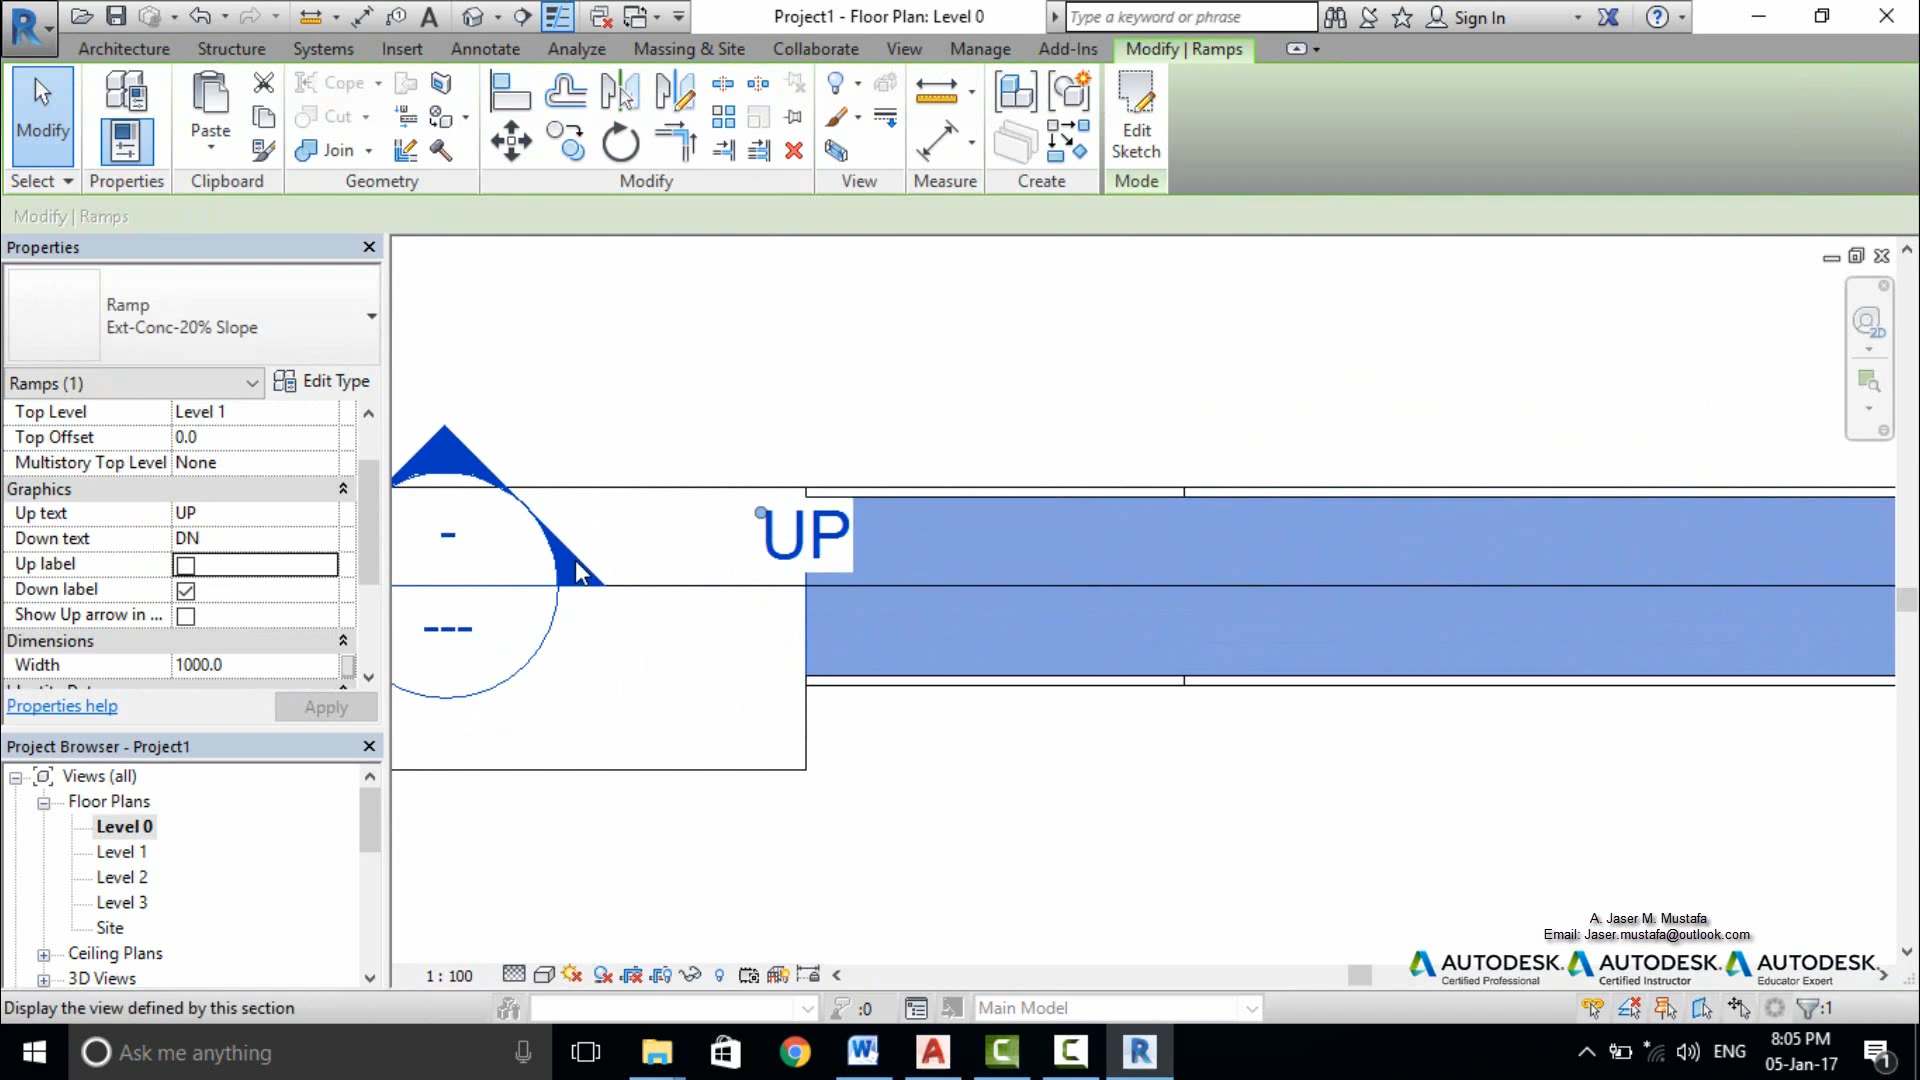 Project1 - Floor Plan: Level 0
Type a keyword or phrase
Sign In
Architecture
Structure
Systems
Insert
Annotate
Analyze
Massing & Site
Collaborate
View
Manage
Add-Ins
Modify | Ramps
Modify
Paste
Cope
Cut
Join
Edit
Sketch
Select
Properties
Clipboard
Geometry
Modify
View
Measure
Create
Mode
Modify | Ramps
Properties
Ramp
Ext-Conc-20% Slope
Ramps (1)
Edit Type
Top Level Level 1
Top Offset 0.0
Multistory Top Level None
Graphics
Up text UP
Down text DN
Up label
Down label
Show Up arrow in ...
Dimensions
Width 1000.0
Properties help
Apply
Project Browser - Project1
Views (all)
Floor Plans
Level 0
Level 1
Level 2
Level 3
Site
Ceiling Plans
3D Views
-
---
UP
2D
A. Jaser M. Mustafa
Email: Jaser.mustafa@outlook.com
AUTODESK.
Certified Professional
AUTODESK.
Certified Instructor
AUTODESK.
Educator Expert
1 : 100
Display the view defined by this section
:0
Main Model
:1
Ask me anything
ENG
8:05 PM
05-Jan-17
1